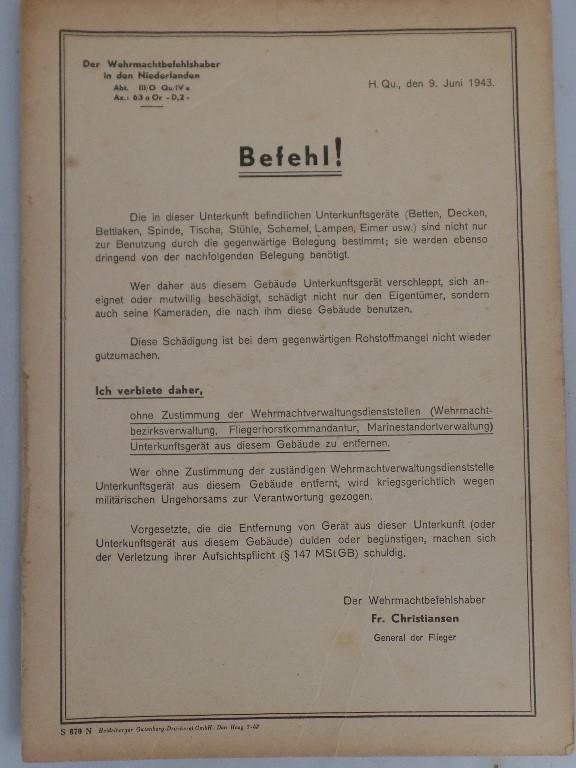 Der Wehrmachtbefehlshaber
in den Niederlanden
Abt. III/O Qu/IVa
Az.: 63 a Or - D,2 -
H. Qu., den 9. Juni 1943.
Befehl!
Die in dieser Unterkunft befindlichen Unterkunftsgeräte (Betten, Decken,
Bettlaken, Spinde, Tische, Stühle, Schemel, Lampen, Eimer usw.) sind nicht nur
zur Benutzung durch die gegenwärtige Belegung bestimmt; sie werden ebenso
dringend von der nachfolgenden Belegung benötigt.
Wer daher aus diesem Gebäude Unterkunftsgerät verschleppt, sich an-
eignet oder mutwillig beschädigt, schädigt nicht nur den Eigentümer, sondern
auch seine Kameraden, die nach ihm diese Gebäude benutzen.
Diese Schädigung ist bei dem gegenwärtigen Rohstoffmangel nicht wieder
gutzumachen.
Ich verbiete daher,
ohne Zustimmung der Wehrmachtverwaltungsdienststellen (Wehrmacht-
bezirksverwaltung, Fliegerhorstkommandantur, Marinestandortverwaltung)
Unterkunftsgerät aus diesem Gebäude zu entfernen.
Wer ohne Zustimmung der zuständigen Wehrmachtverwaltungsdienststelle
Unterkunftsgerät aus diesem Gebäude entfernt, wird kriegsgerichtlich wegen
militärischen Ungehorsams zur Verantwortung gezogen.
Vorgesetzte, die die Entfernung von Gerät aus dieser Unterkunft (oder
Unterkunftsgerät aus diesem Gebäude) dulden oder begünstigen, machen sich
der Verletzung ihrer Aufsichtspflicht (§ 147 MStGB) schuldig.
Der Wehrmachtbefehlshaber
Fr. Christiansen
General der Flieger
S 670 N Heidelberger Gutenberg-Druckerei GmbH. Den Haag